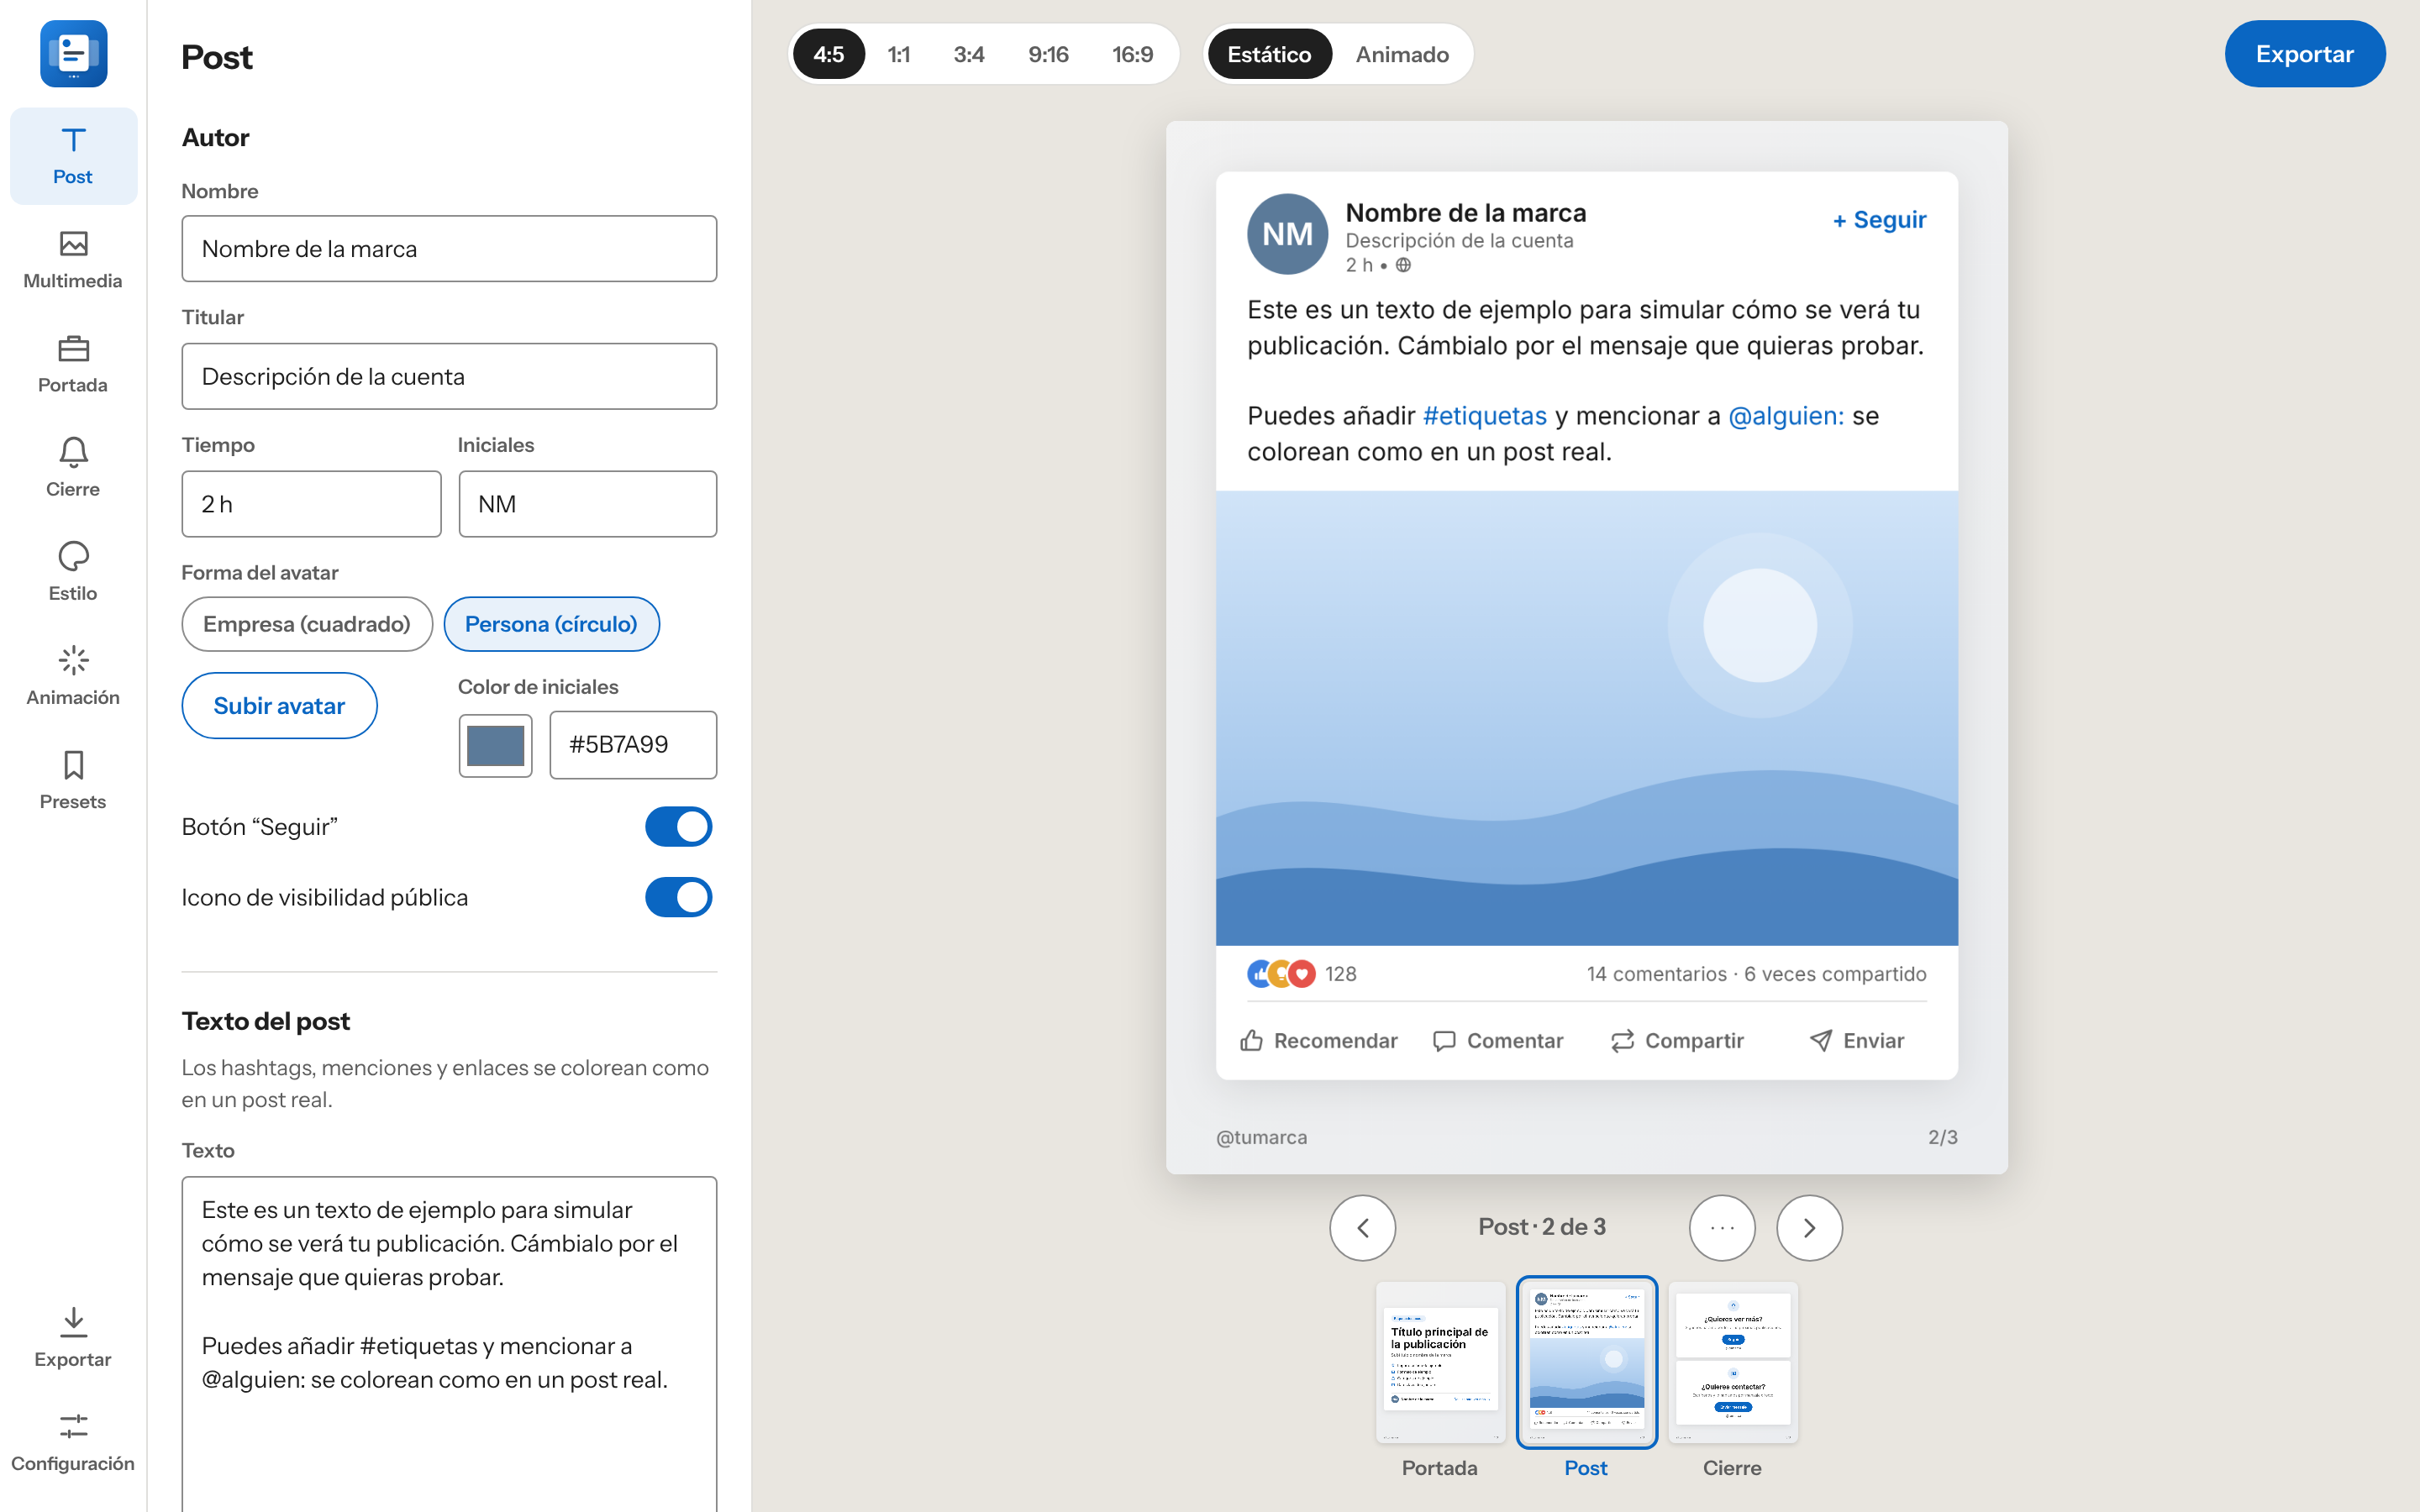 Post
Multimedia
Portada
Cierre
Estilo
Animación
Presets
Exportar
Configuración
Post
Autor
Nombre
Nombre de la marca
Titular
Descripción de la cuenta
Tiempo
Iniciales
2 h
NM
Forma del avatar
Empresa (cuadrado)
Persona (círculo)
Subir avatar
Color de iniciales
#5B7A99
Botón “Seguir”
Icono de visibilidad pública
Texto del post
Los hashtags, menciones y enlaces se colorean como
en un post real.
Texto
Este es un texto de ejemplo para simular
cómo se verá tu publicación. Cámbialo por el
mensaje que quieras probar.
Puedes añadir #etiquetas y mencionar a
@alguien: se colorean como en un post real.
4:5 1:1 3:4 9:16 16:9
Estático Animado
Exportar
NM
Nombre de la marca
+ Seguir
Descripción de la cuenta
2 h •
Este es un texto de ejemplo para simular cómo se verá tu
publicación. Cámbialo por el mensaje que quieras probar.
Puedes añadir #etiquetas y mencionar a @alguien: se
colorean como en un post real.
128
14 comentarios · 6 veces compartido
Recomendar Comentar Compartir Enviar
@tumarca
2/3
Post · 2 de 3
Título principal de
la publicación
¿Quieres ver más?
¿Quieres contactar?
Portada
Post
Cierre